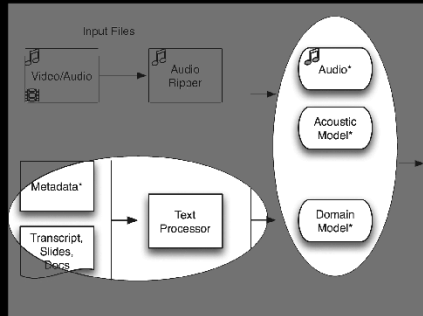 Input Files
Video/Audio
Audio
Ripper
Audio*
Acoustic
Model*
Metadata*
Text
Processor
Transcript,
Slides,
Docs
Domain
Model*